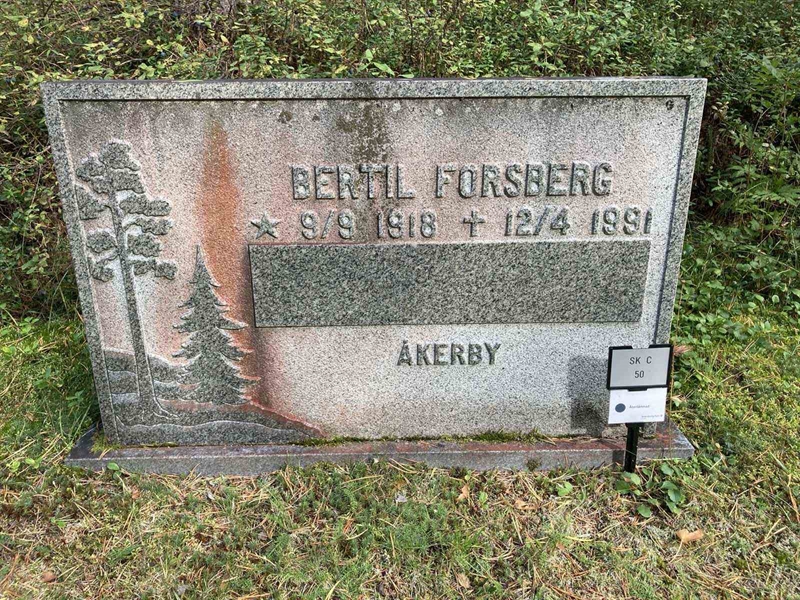 BERTIL FORSBERG
★ 9/9 1918 ✝ 12/4 1991
ÅKERBY
SK C
50